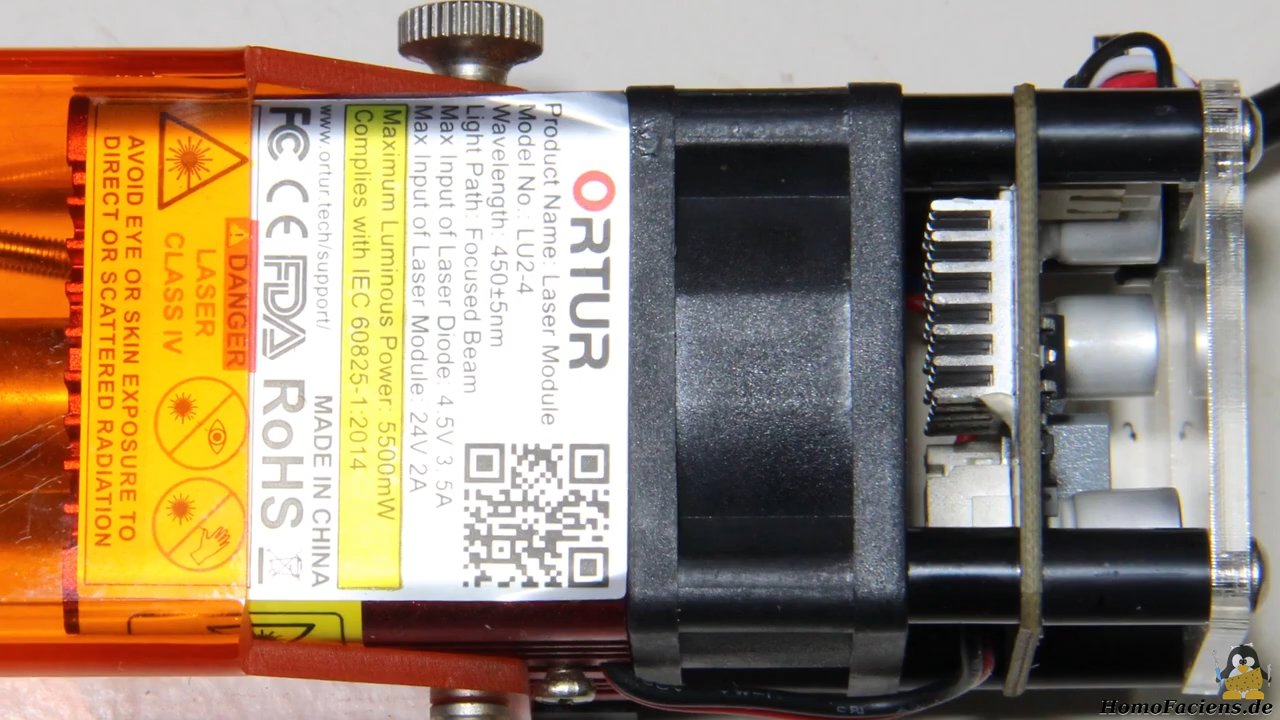 ORTUR
Product Name: Laser Module
Model No.: LU2-4
Wavelength: 450±5nm
Light Path: Focused Beam
Max Input of Laser Diode: 4.5V 3.5A
Max Input of Laser Module: 24V 2A
Maximum Luminous Power: 5500mW
Complies with IEC 60825-1:2014
www.ortur.tech/support/
MADE IN CHINA
FC CE FDA RoHS
DANGER
LASER
CLASS IV
AVOID EYE OR SKIN EXPOSURE TO
DIRECT OR SCATTERED RADIATION
HomoFaciens.de